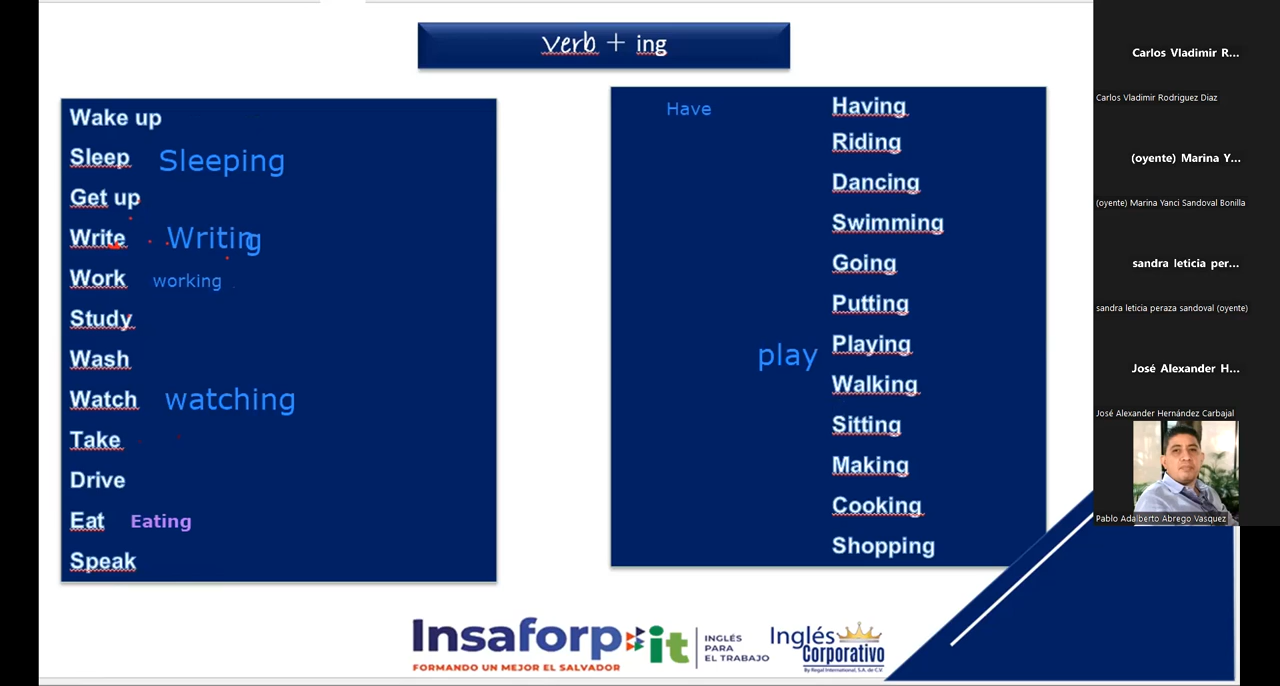 verb + ing
Wake up
Sleep Sleeping
Get up
Write Writing
Work working
Study
Wash
Watch watching
Take
Drive
Eat Eating
Speak
Have Having
Riding
Dancing
Swimming
Going
Putting
play Playing
Walking
Sitting
Making
Cooking
Shopping
Insaforp it
FORMANDO UN MEJOR EL SALVADOR
INGLÉS
PARA
EL TRABAJO
Inglés
Corporativo
By Regal International, S.A. de C.V.
Carlos Vladimir R...
Carlos Vladimir Rodriguez Diaz
(oyente) Marina Y...
(oyente) Marina Yanci Sandoval Bonilla
sandra leticia per...
sandra leticia peraza sandoval (oyente)
José Alexander H...
José Alexander Hernández Carbajal
Pablo Adalberto Abrego Vasquez